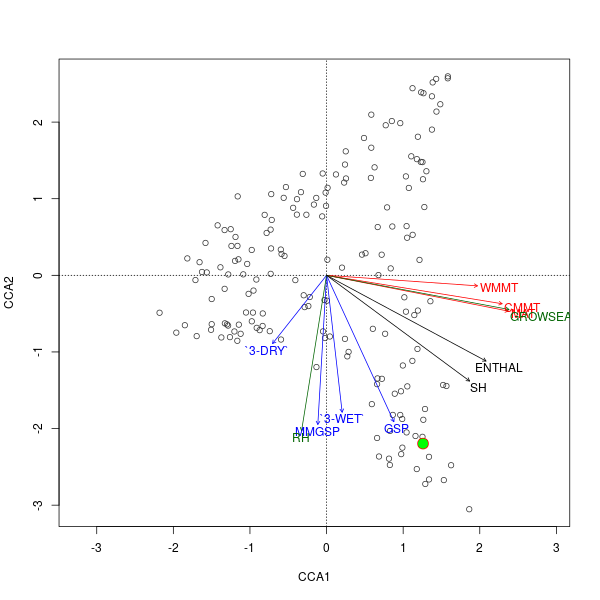 2
1
0
-1
-2
-3
CCA2
WMMT
CMMT
GROWSEA
ENTHAL
SH
`3-DRY`
`3-WET`
GSP
MMGSP
RH
-3 -2 -1 0 1 2 3
CCA1